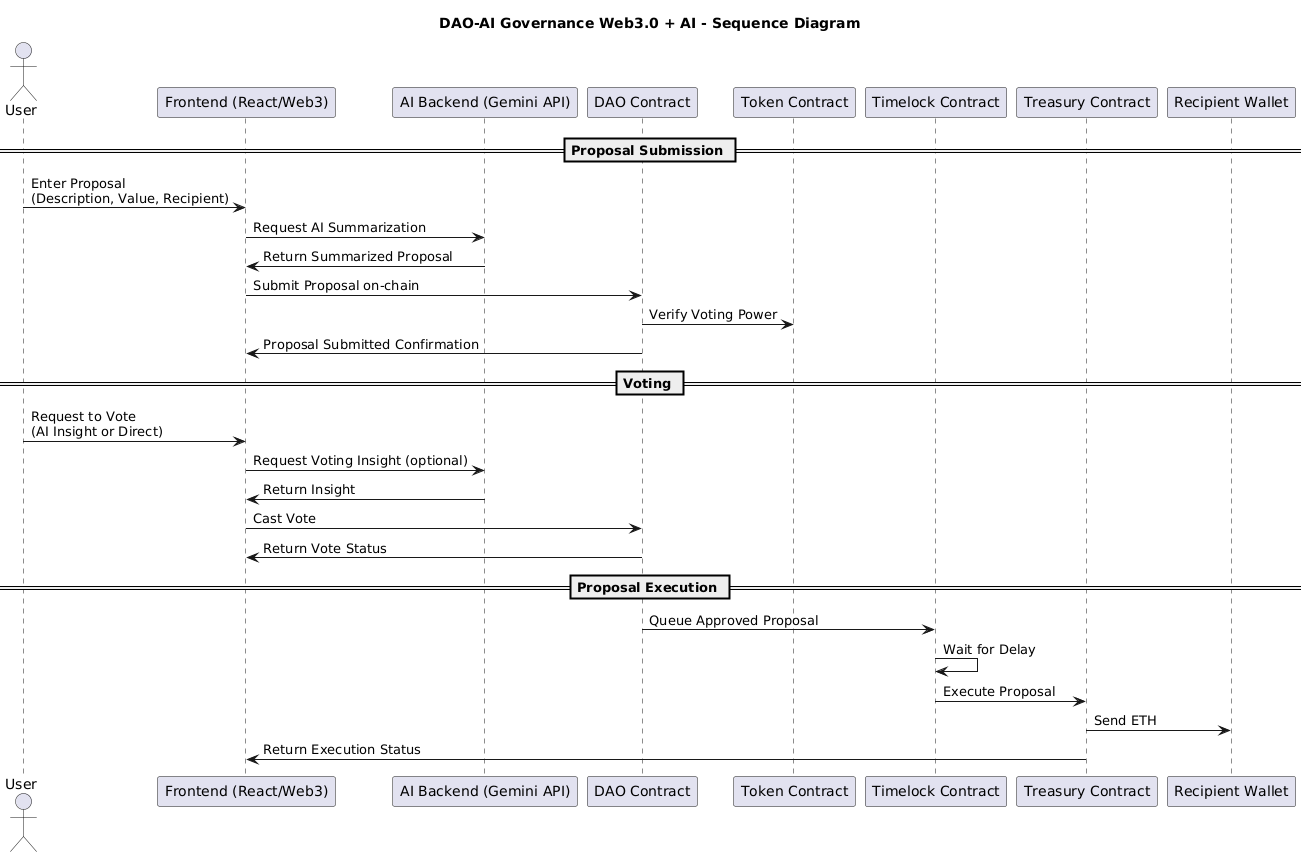 DAO-AI Governance Web3.0 + AI - Sequence Diagram
User
Frontend (React/Web3)
AI Backend (Gemini API)
DAO Contract
Token Contract
Timelock Contract
Treasury Contract
Recipient Wallet
Proposal Submission
Enter Proposal
(Description, Value, Recipient)
Request AI Summarization
Return Summarized Proposal
Submit Proposal on-chain
Verify Voting Power
Proposal Submitted Confirmation
Voting
Request to Vote
(AI Insight or Direct)
Request Voting Insight (optional)
Return Insight
Cast Vote
Return Vote Status
Proposal Execution
Queue Approved Proposal
Wait for Delay
Execute Proposal
Send ETH
Return Execution Status
User
Frontend (React/Web3)
AI Backend (Gemini API)
DAO Contract
Token Contract
Timelock Contract
Treasury Contract
Recipient Wallet